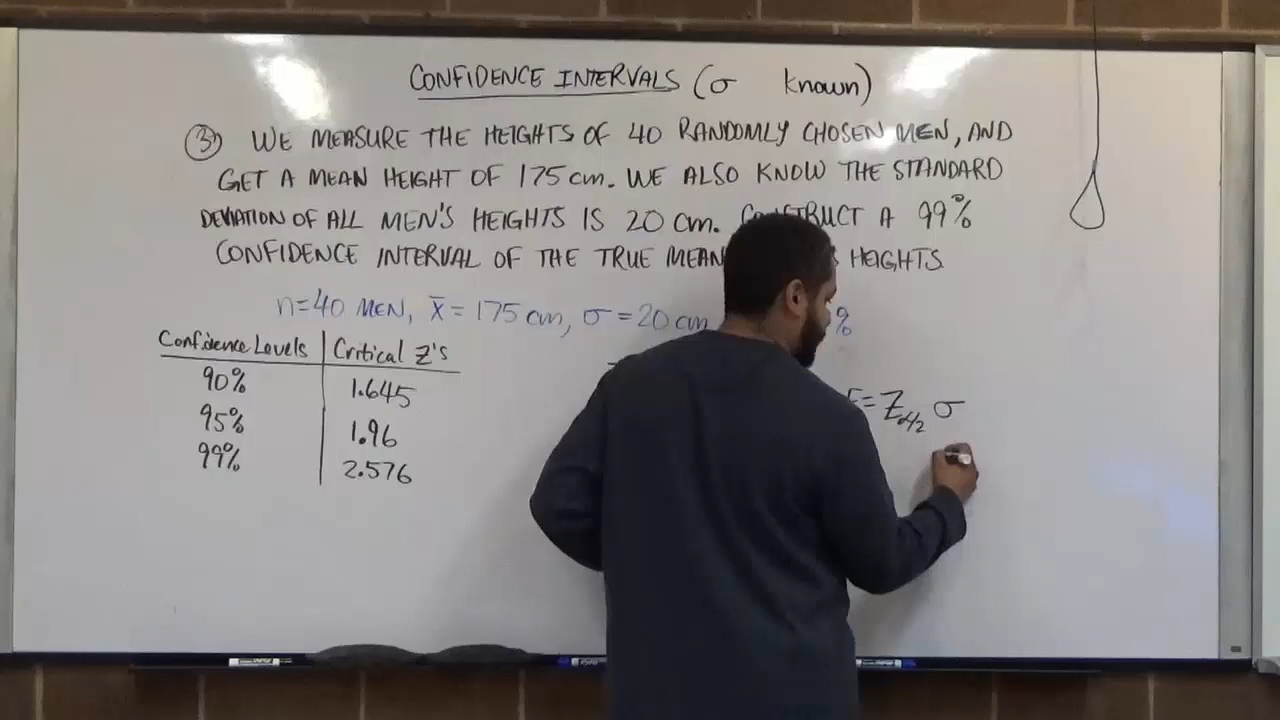 CONFIDENCE INTERVALS (σ known)
③ WE MEASURE THE HEIGHTS OF 40 RANDOMLY CHOSEN MEN, AND
GET A MEAN HEIGHT OF 175 cm. WE ALSO KNOW THE STANDARD
DEVIATION OF ALL MEN'S HEIGHTS IS 20 cm. CONSTRUCT A 99%
CONFIDENCE INTERVAL OF THE TRUE MEAN HEIGHTS.
n=40 MEN, x̄ = 175 cm, σ = 20 cm %
Confidence Levels Critical Z's
90% 1.645
95% 1.96
99% 2.576
E = Z α/2 σ